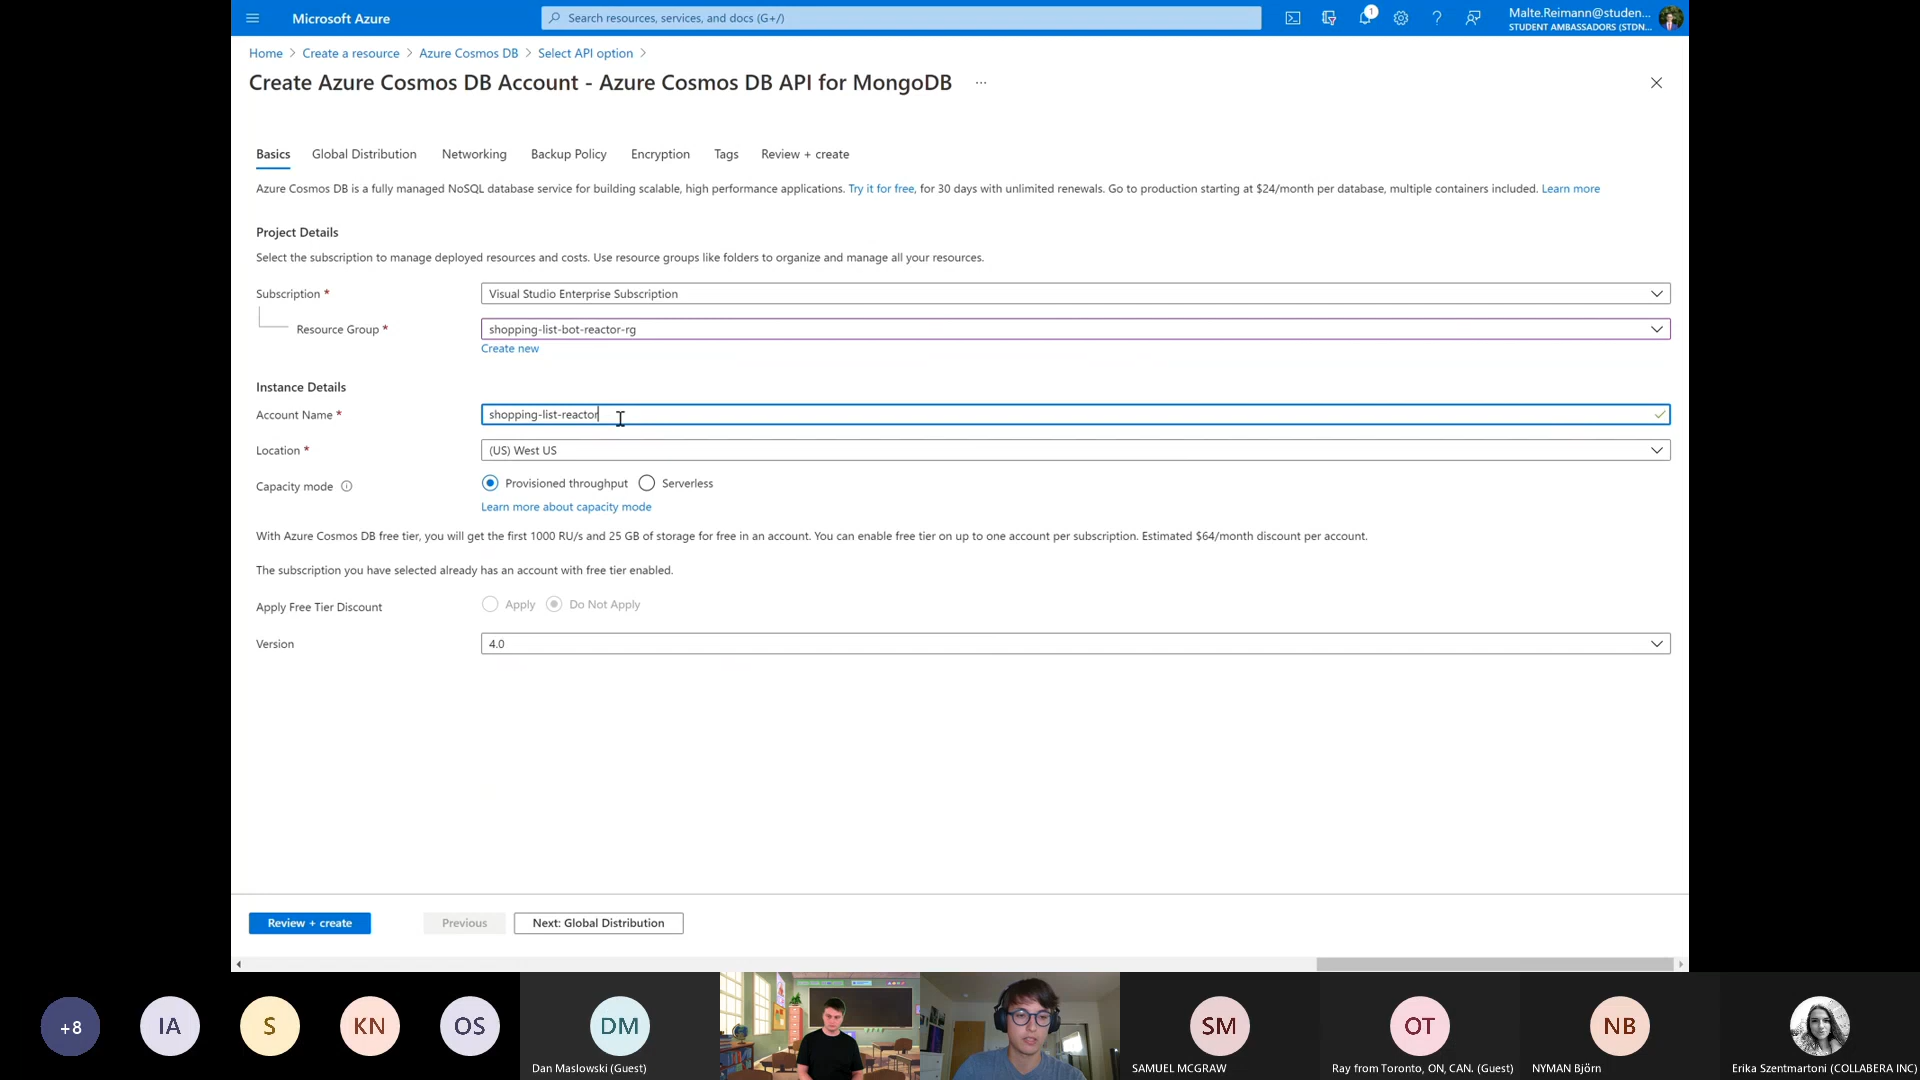 Microsoft Azure
Search resources, services, and docs (G+/)
1
Malte.Reimann@studen...
STUDENT AMBASSADORS (STDN...
Home > Create a resource > Azure Cosmos DB > Select API option >
Create Azure Cosmos DB Account - Azure Cosmos DB API for MongoDB ...
Basics Global Distribution Networking Backup Policy Encryption Tags Review + create
Azure Cosmos DB is a fully managed NoSQL database service for building scalable, high performance applications. Try it for free, for 30 days with unlimited renewals. Go to production starting at $24/month per database, multiple containers included. Learn more
Project Details
Select the subscription to manage deployed resources and costs. Use resource groups like folders to organize and manage all your resources.
Subscription * Visual Studio Enterprise Subscription
Resource Group * shopping-list-bot-reactor-rg
Create new
Instance Details
Account Name * shopping-list-reactor
Location * (US) West US
Capacity mode Provisioned throughput Serverless
Learn more about capacity mode
With Azure Cosmos DB free tier, you will get the first 1000 RU/s and 25 GB of storage for free in an account. You can enable free tier on up to one account per subscription. Estimated $64/month discount per account.
The subscription you have selected already has an account with free tier enabled.
Apply Free Tier Discount Apply Do Not Apply
Version 4.0
Review + create Previous Next: Global Distribution
+8 IA S KN OS DM SM OT NB
Dan Maslowski (Guest) SAMUEL MCGRAW Ray from Toronto, ON, CAN. (Guest) NYMAN Björn Erika Szentmartoni (COLLABERA INC)